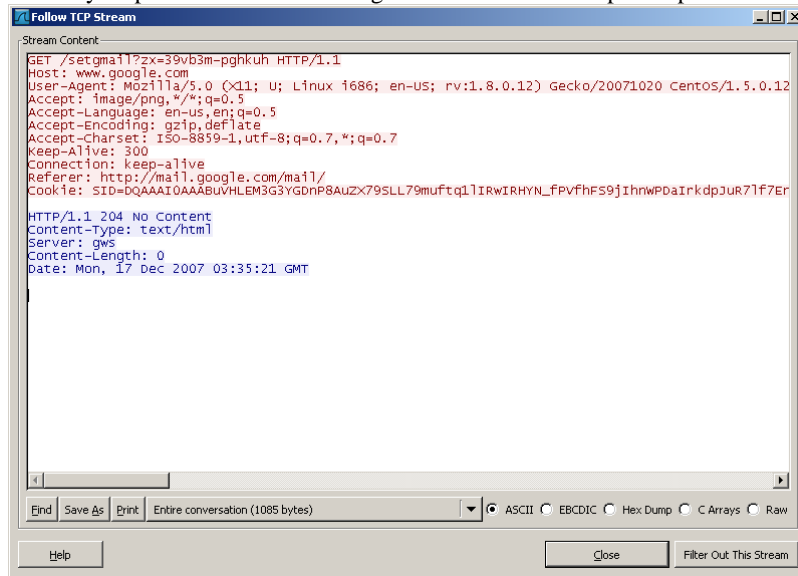 Follow TCP Stream
Stream Content
GET /setgmail?zx=39vb3m-pghkuh HTTP/1.1
Host: www.google.com
User-Agent: Mozilla/5.0 (X11; U; Linux i686; en-US; rv:1.8.0.12) Gecko/20071020 CentOS/1.5.0.12
Accept: image/png,*/*;q=0.5
Accept-Language: en-us,en;q=0.5
Accept-Encoding: gzip,deflate
Accept-Charset: ISO-8859-1,utf-8;q=0.7,*;q=0.7
Keep-Alive: 300
Connection: keep-alive
Referer: http://mail.google.com/mail/
Cookie:
HTTP/1.1 204 No Content
Content-Type: text/html
Server: gws
Content-Length: 0
Date: Mon, 17 Dec 2007 03:35:21 GMT
Find Save As Print Entire conversation (1085 bytes) ASCII EBCDIC Hex Dump C Arrays Raw
Help Close Filter Out This Stream